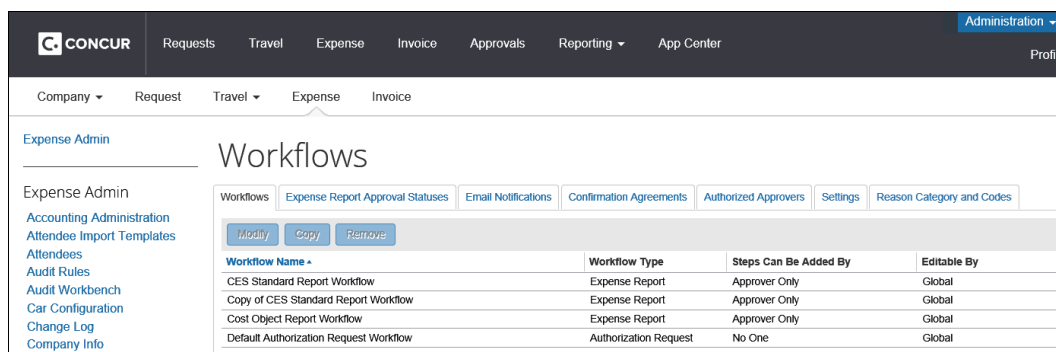 Administration
C. CONCUR Requests Travel Expense Invoice Approvals Reporting App Center
Company Request Travel Expense Invoice
Expense Admin
Workflows
Expense Admin
Accounting Administration
Attendee Import Templates
Attendees
Audit Rules
Audit Workbench
Car Configuration
Change Log
Company Info
Workflows Expense Report Approval Statuses Email Notifications Confirmation Agreements Authorized Approvers Settings Reason Category and Codes
Modify Copy Remove
Workflow Name Workflow Type Steps Can Be Added By Editable By
CES Standard Report Workflow Expense Report Approver Only Global
Copy of CES Standard Report Workflow Expense Report Approver Only Global
Cost Object Report Workflow Expense Report Approver Only Global
Default Authorization Request Workflow Authorization Request No One Global